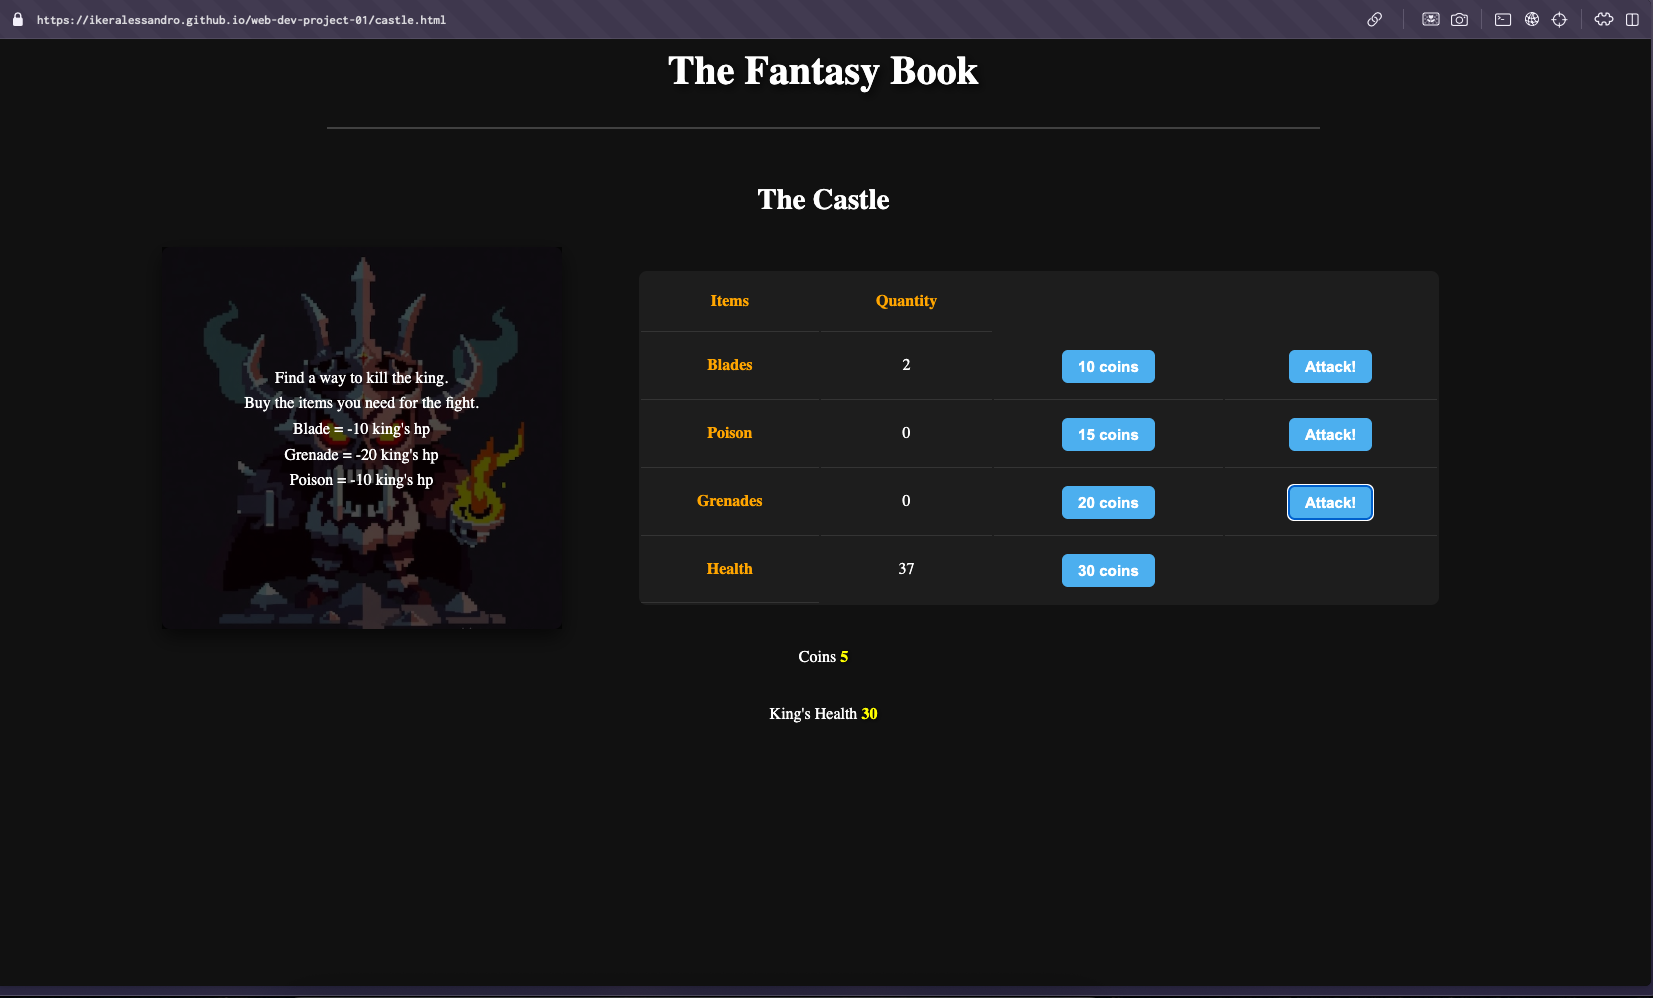 https://ikeralessandro.github.io/web-dev-project-01/castle.html
The Fantasy Book
The Castle
Find a way to kill the king.
Buy the items you need for the fight.
Blade = -10 king's hp
Grenade = -20 king's hp
Poison = -10 king's hp
Items Quantity
Blades 2 10 coins Attack!
Poison 0 15 coins Attack!
Grenades 0 20 coins Attack!
Health 37 30 coins
Coins 5
King's Health 30